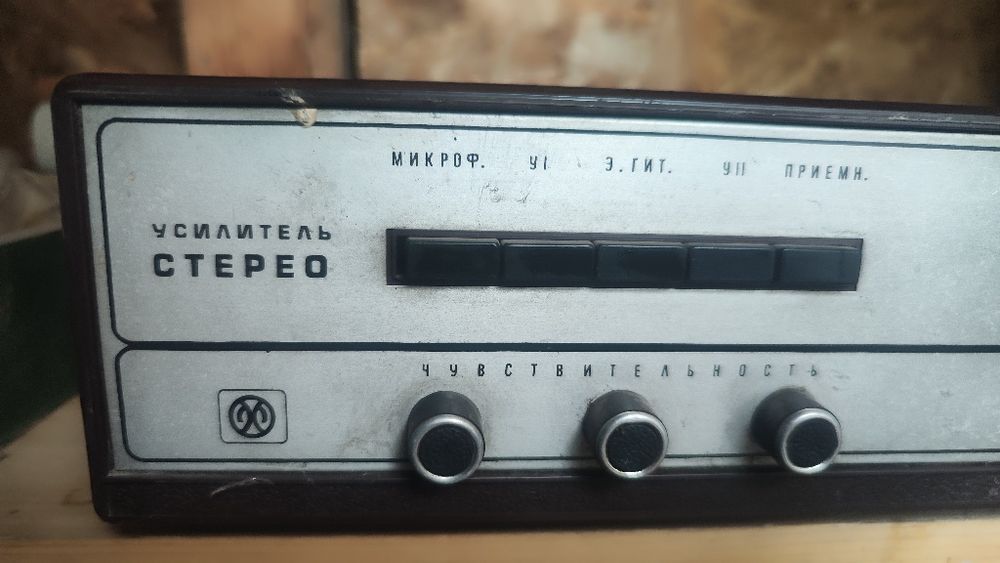 МИКРОФ. УI Э.ГИТ. УII ПРИЕМН.
УСИЛИТЕЛЬ
СТЕРЕО
ЧУВСТВИТЕЛЬНОСТЬ